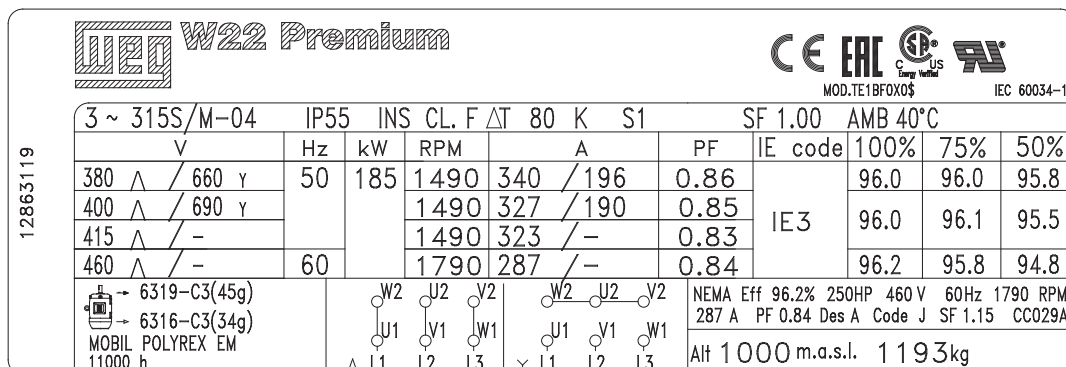 WEG W22 Premium
MOD.TE1BF0X0$ IEC 60034-1
C US
Energy Verified
12863119
3 ~ 315S/M-04 IP55 INS CL. F △T 80 K S1 SF 1.00 AMB 40°C
V Hz kW RPM A PF IE code 100% 75% 50%
380 △ / 660 Y 50 185 1490 340 / 196 0.86 IE3 96.0 96.0 95.8
400 △ / 690 Y 1490 327 / 190 0.85 96.0 96.1 95.5
415 △ / - 1490 323 / - 0.83
460 △ / - 60 1790 287 / - 0.84 96.2 95.8 94.8
6319-C3(45g)
6316-C3(34g)
MOBIL POLYREX EM
11000 h
W2 U2 V2
U1 V1 W1
△ L1 L2 L3
W2 U2 V2
U1 V1 W1
Y L1 L2 L3
NEMA Eff 96.2% 250HP 460 V 60Hz 1790 RPM
287 A PF 0.84 Des A Code J SF 1.15 CC029A
Alt 1000 m.a.s.l. 1193kg